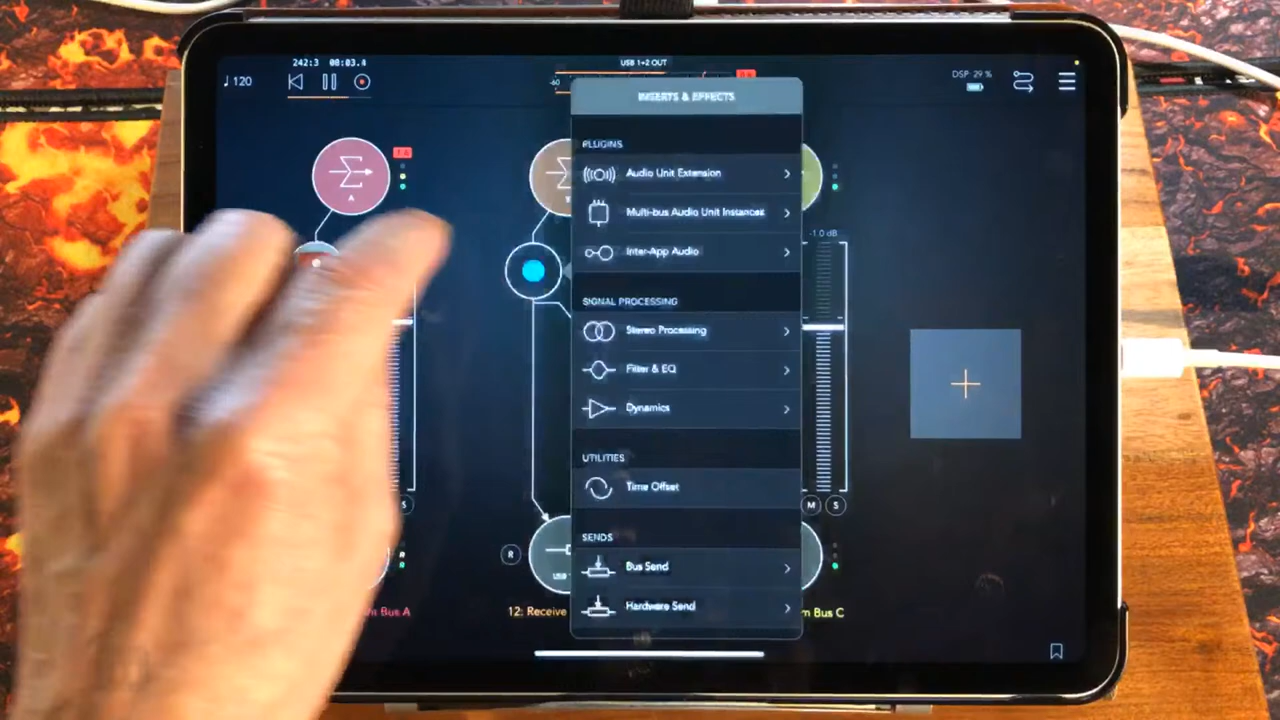 242:3 00:03.4
USB 1+2 OUT
♩ 120
-60
DSP 29 %
INSERTS & EFFECTS
PLUGINS
Audio Unit Extension
A
Multi-bus Audio Unit Instances
-1.0 dB
Inter-App Audio
SIGNAL PROCESSING
Stereo Processing
Filter & EQ
Dynamics
UTILITIES
Time Offset
S
M S
SENDS
Bus Send
R
R
USB
Hardware Send
Bus A
12: Receive
m Bus C